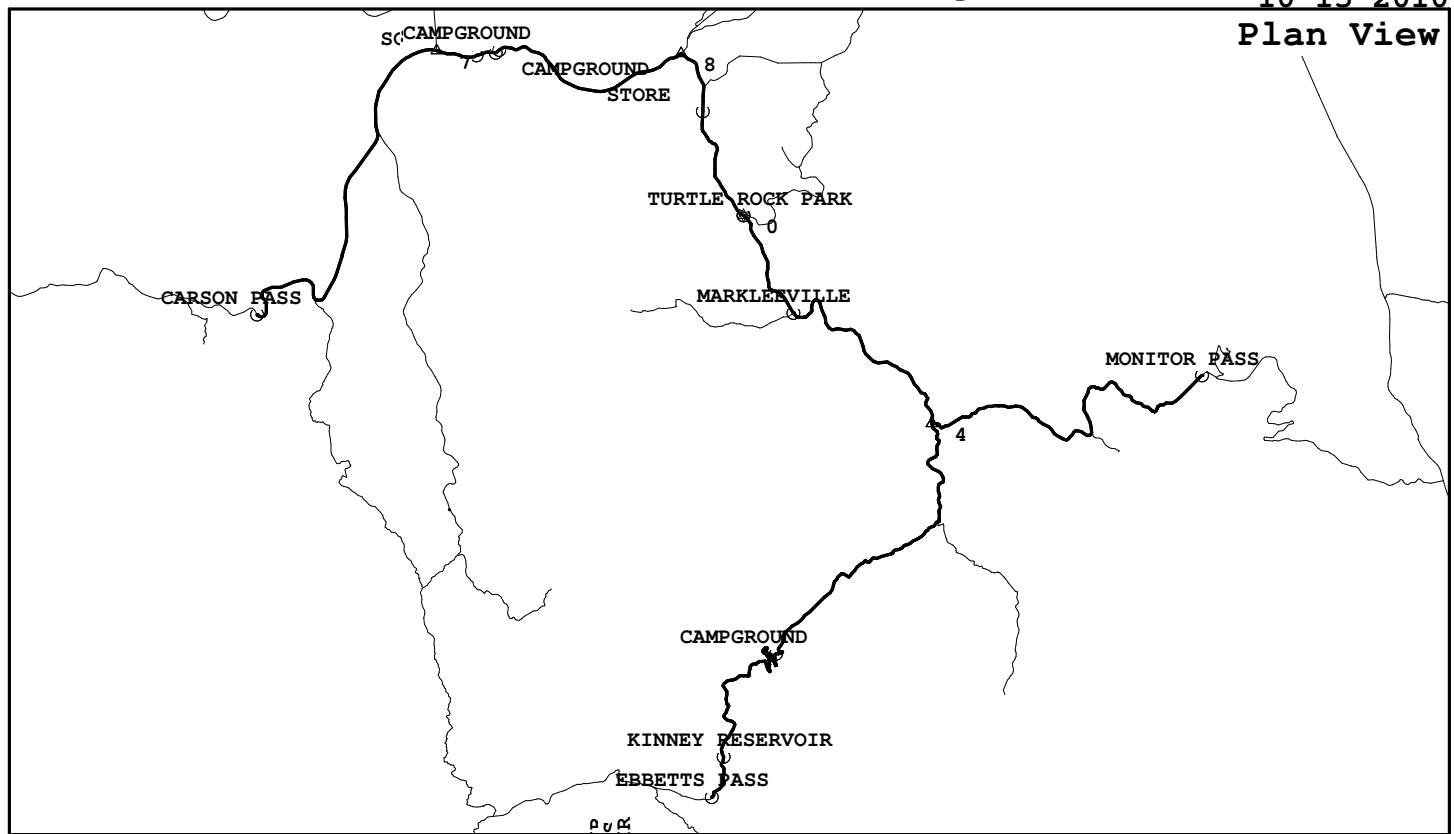 10-15-2010
Plan View
CAMPGROUND
7
CAMPGROUND
8
STORE
TURTLE ROCK PARK
0
CARSON PASS
MARKLEEVILLE
MONITOR PASS
4
CAMPGROUND
KINNEY RESERVOIR
EBBETTS PASS